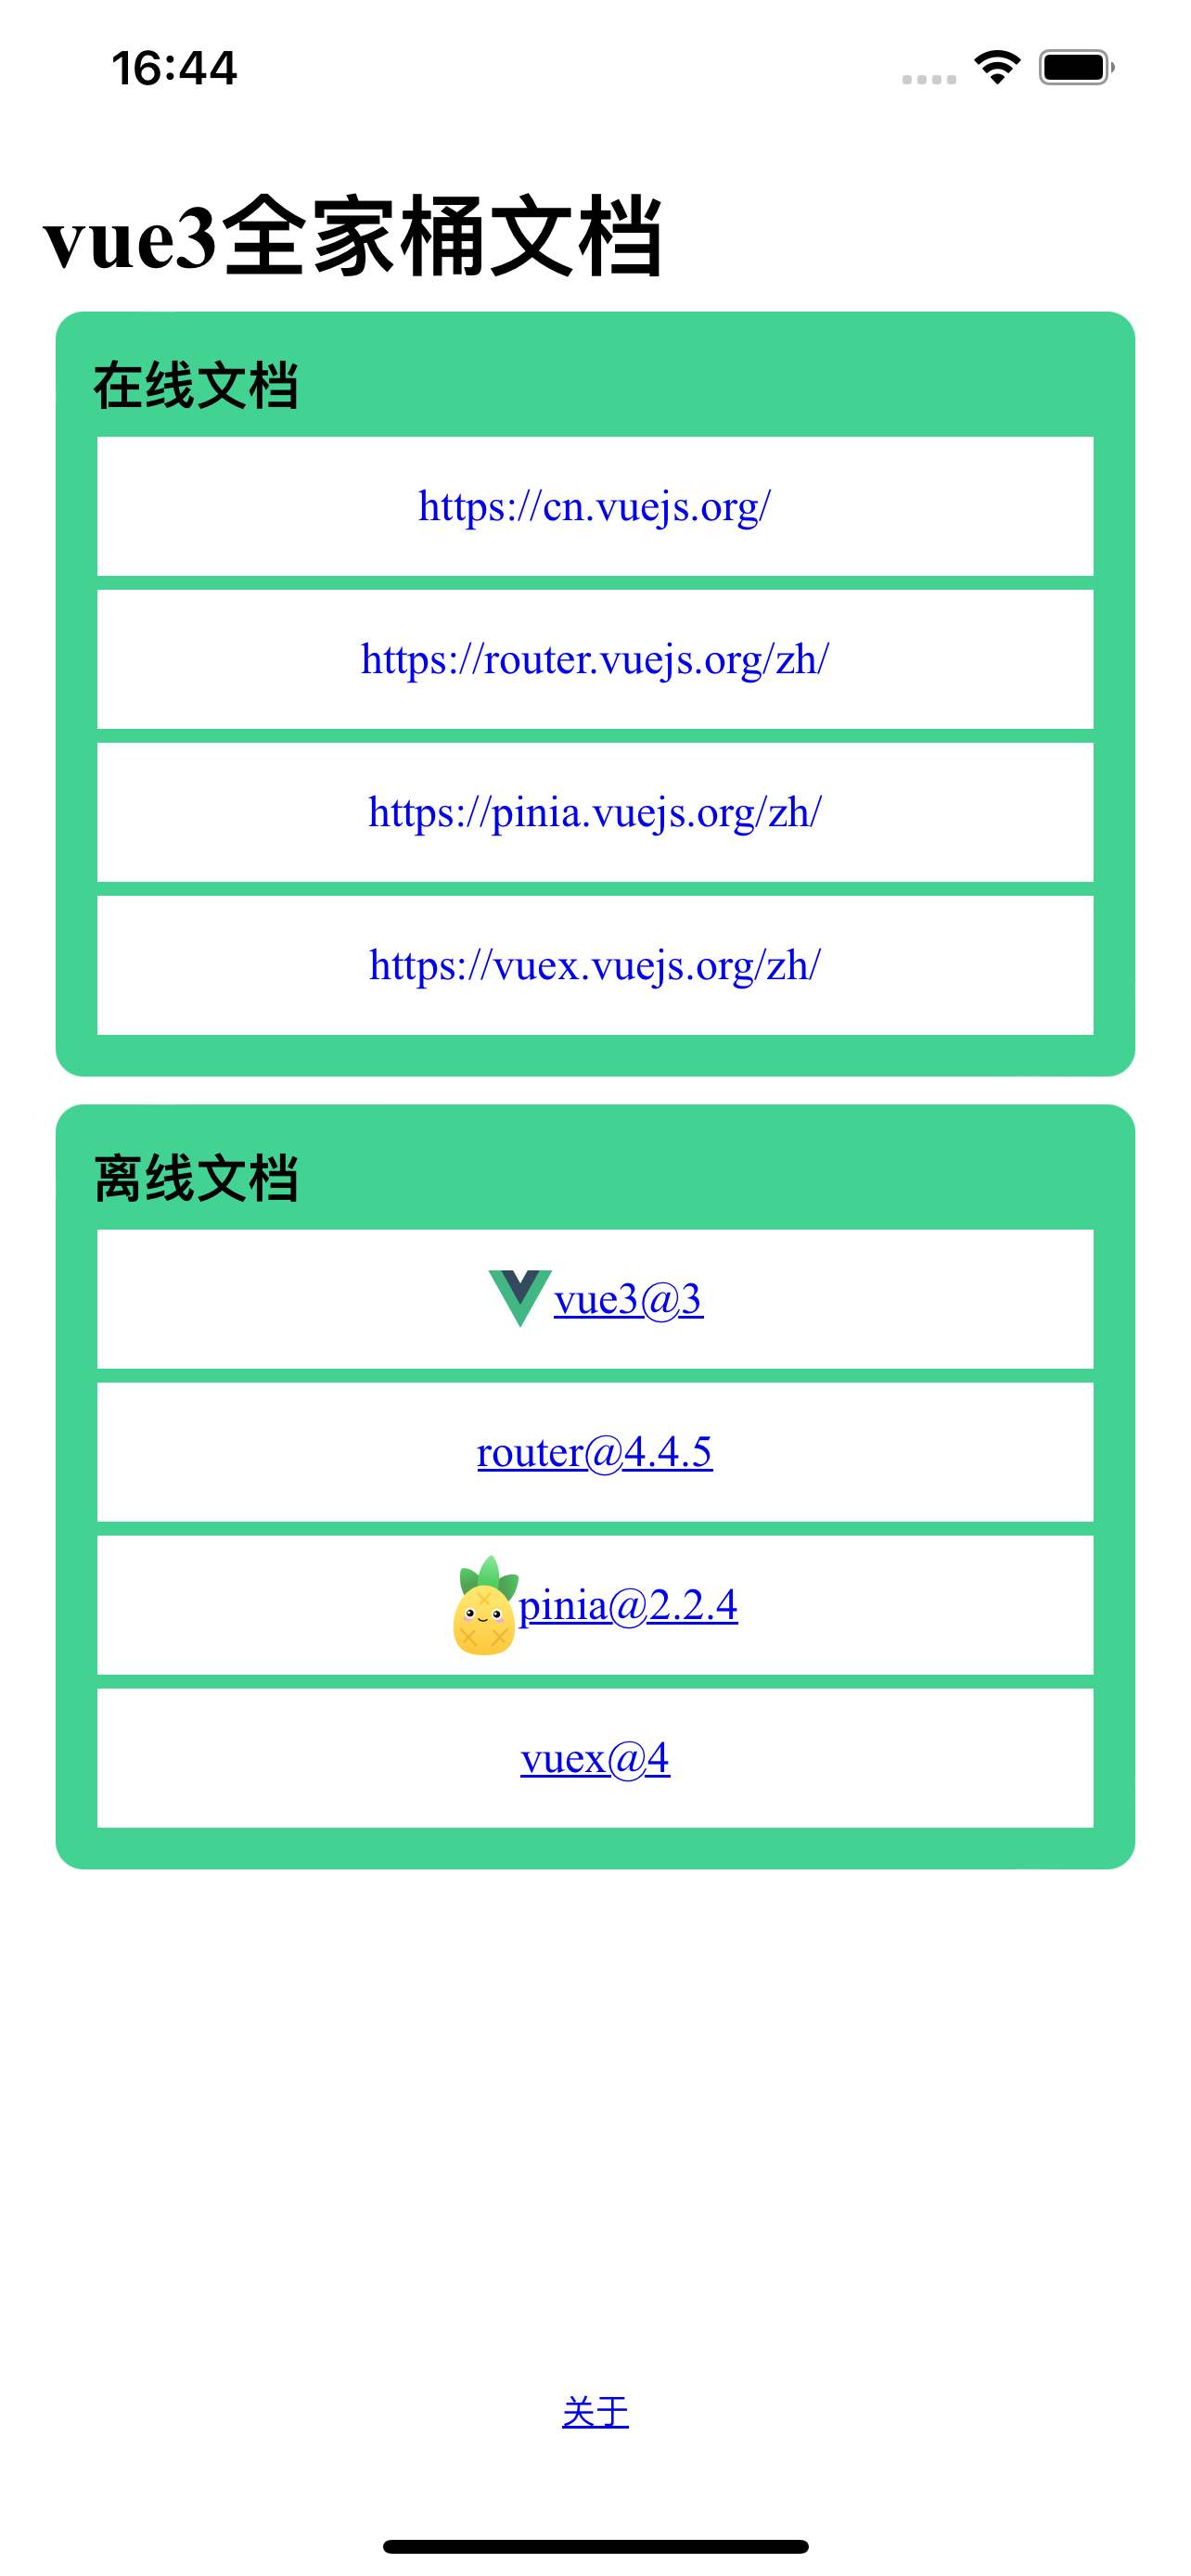 16:44
vue3全家桶文档
在线文档
https://cn.vuejs.org/
https://router.vuejs.org/zh/
https://pinia.vuejs.org/zh/
https://vuex.vuejs.org/zh/
离线文档
vue3@3
router@4.4.5
pinia@2.2.4
vuex@4
关于